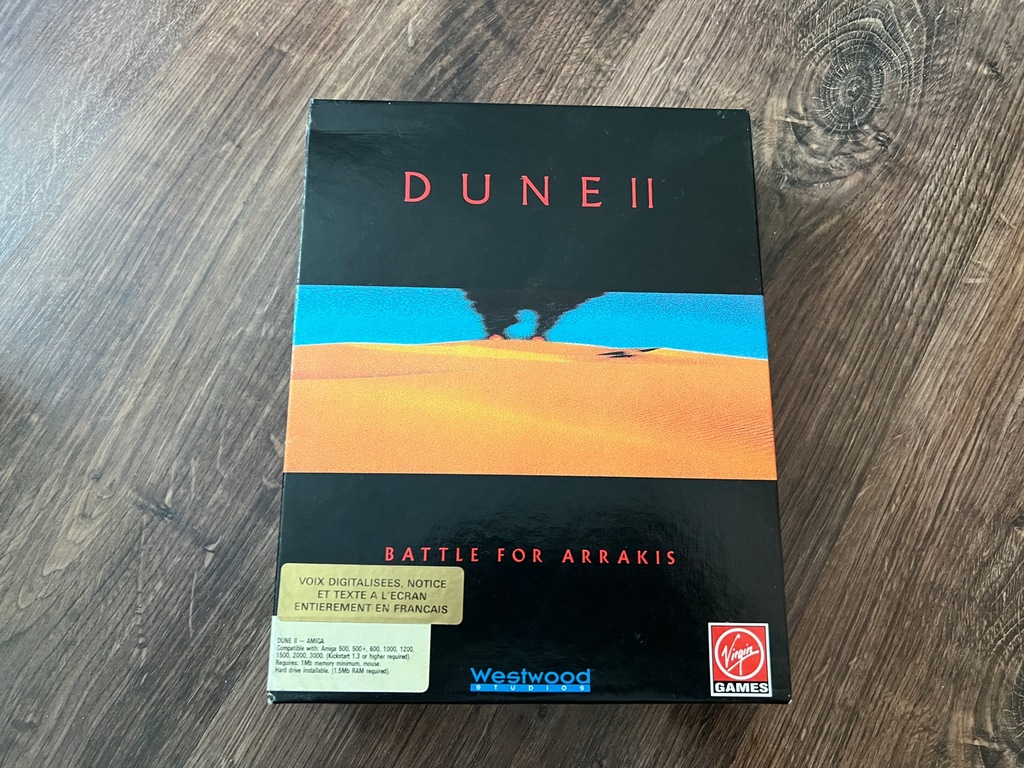 DUNE II
BATTLE FOR ARRAKIS
VOIX DIGITALISEES, NOTICE
ET TEXTE A L'ECRAN
ENTIEREMENT EN FRANCAIS
DUNE II — AMIGA
Compatible with: Amiga 500, 500+, 600, 1000, 1200,
1500, 2000, 3000. (Kickstart 1.3 or higher required).
Requires: 1Mb memory minimum, mouse.
Hard drive installable. (1.5Mb RAM required).
Westwood
STUDIOS
Virgin
GAMES